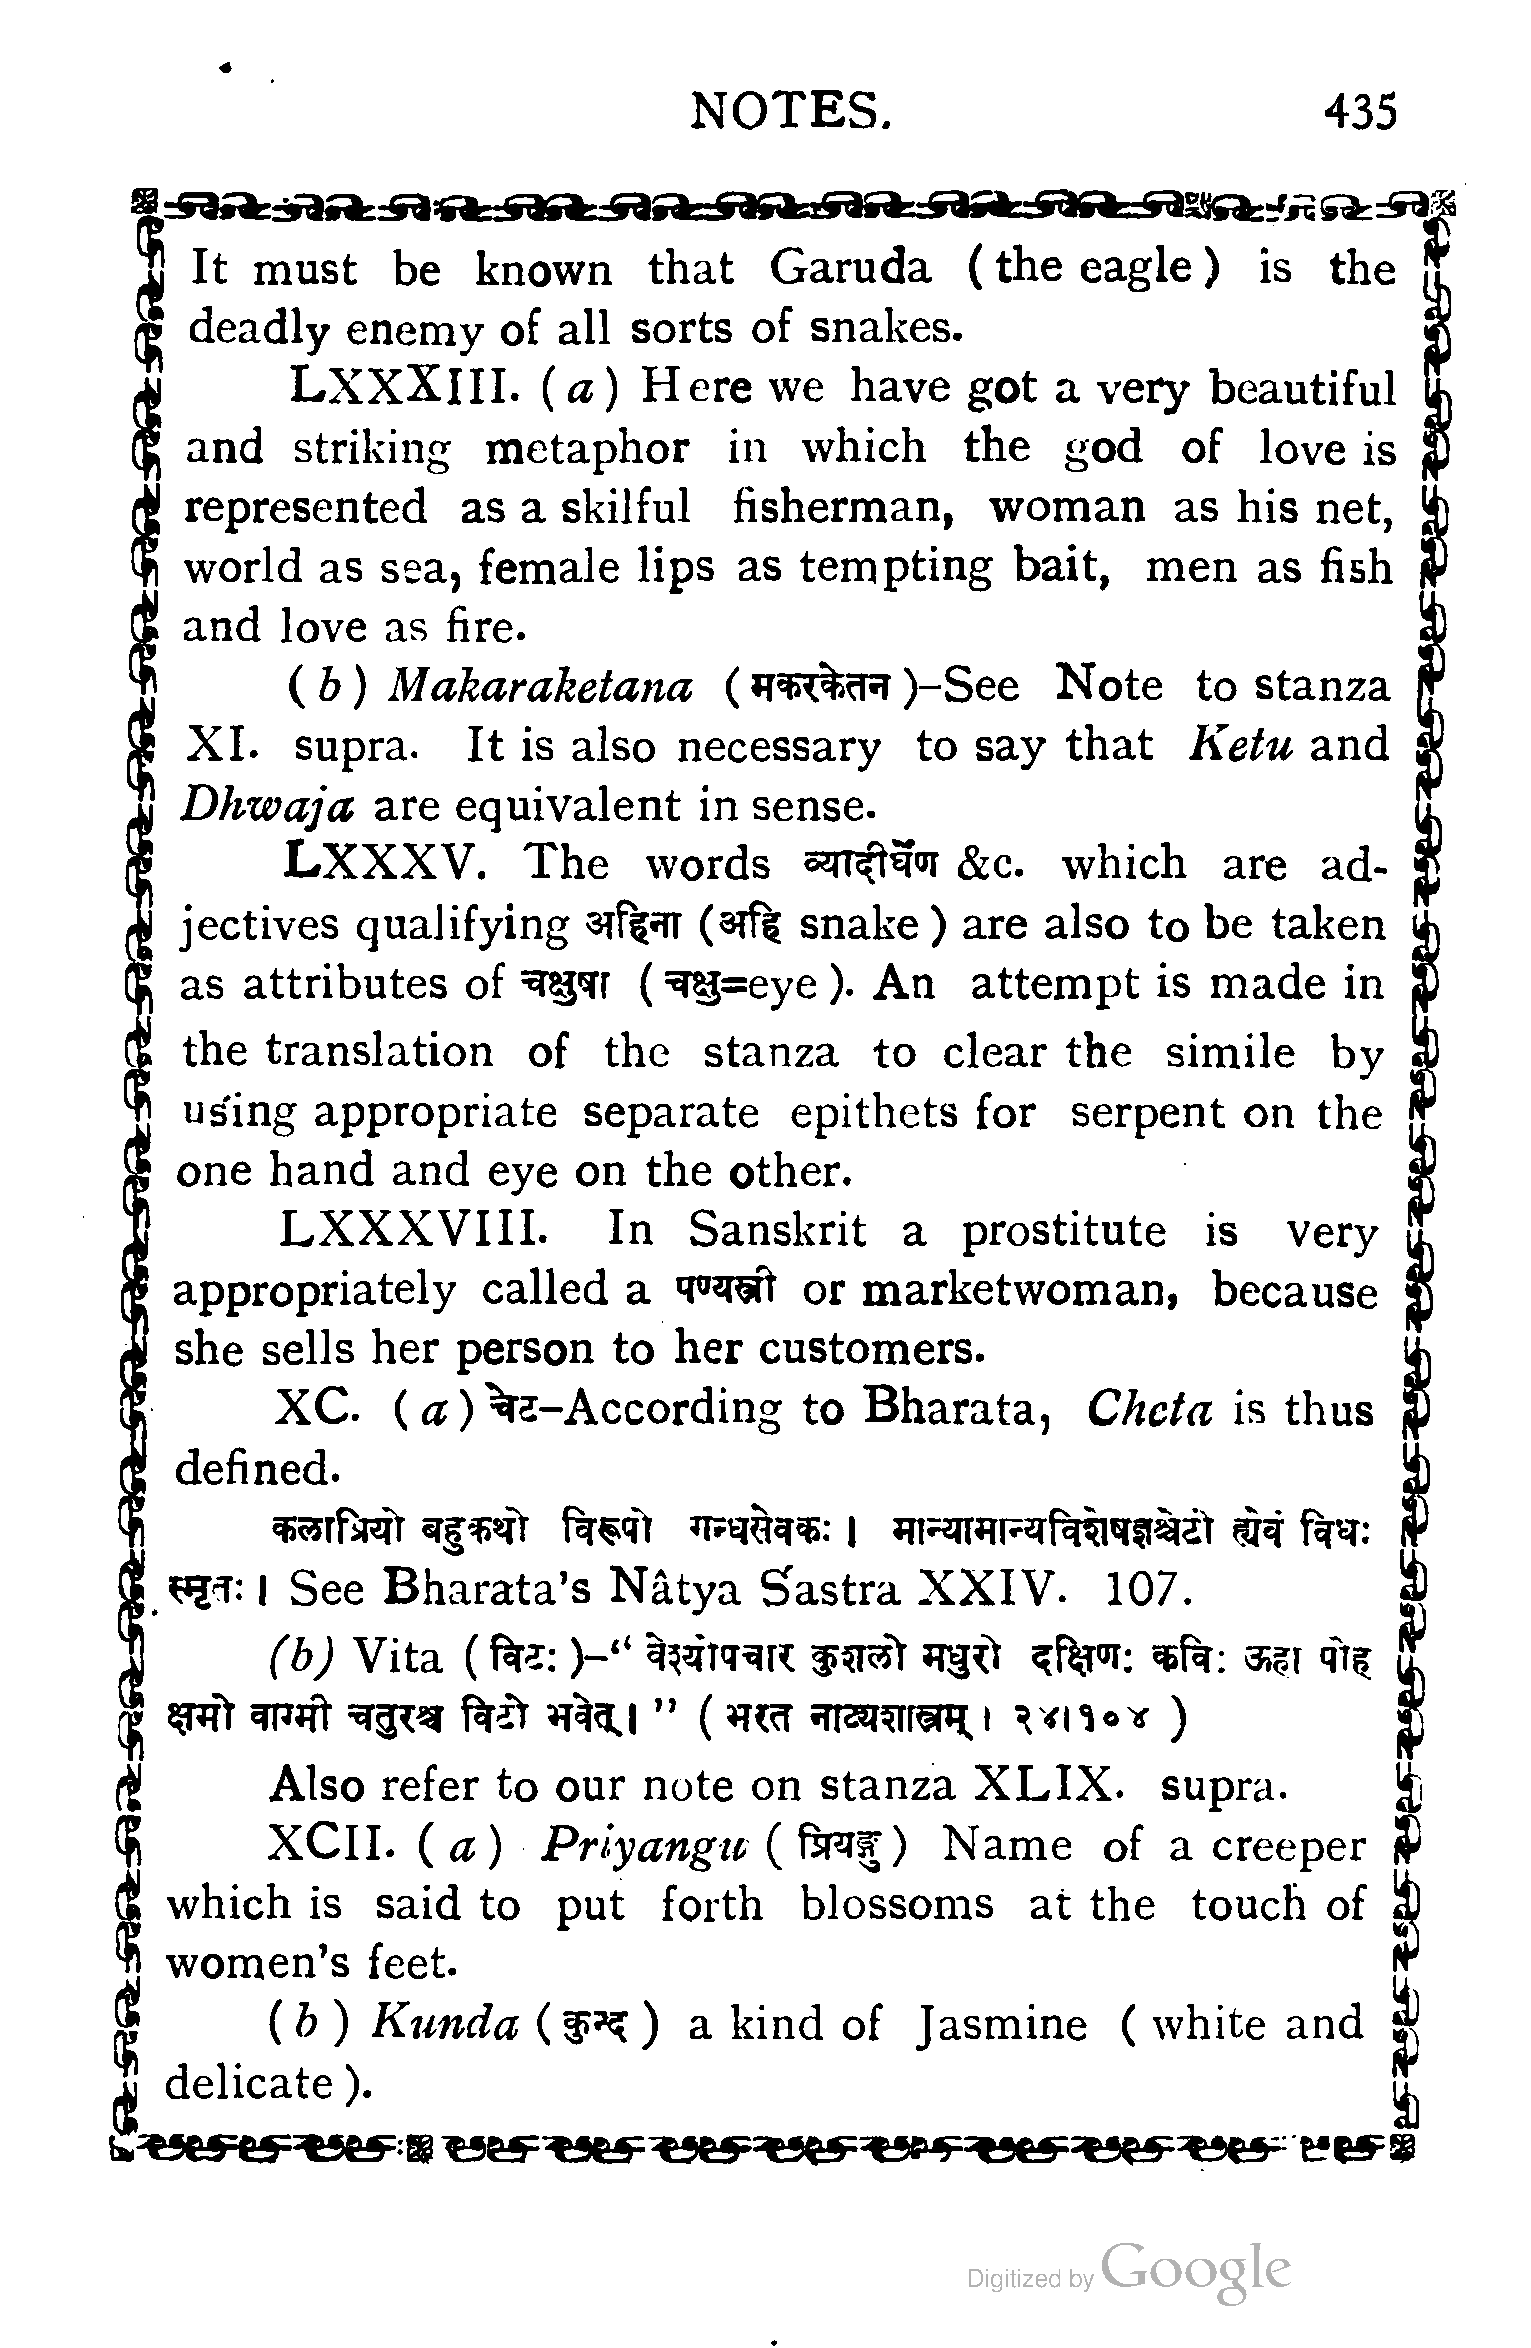 NOTES. 435
It must be known that Garuda ( the eagle ) is the
deadly enemy of all sorts of snakes.
LXXXIII. ( a ) Here we have got a very beautiful
and striking metaphor in which the god of love is
represented as a skilful fisherman, woman as his net,
world as sea, female lips as tempting bait, men as fish
and love as fire.
( b ) Makaraketana ( मकरकेतन )–See Note to stanza
XI. supra. It is also necessary to say that Ketu and
Dhwaja are equivalent in sense.
LXXXV. The words व्यादीर्घेण &c. which are ad-
jectives qualifying अहिना (अहि snake ) are also to be taken
as attributes of चक्षुषा ( चक्षु=eye ). An attempt is made in
the translation of the stanza to clear the simile by
using appropriate separate epithets for serpent on the
one hand and eye on the other.
LXXXVIII. In Sanskrit a prostitute is very
appropriately called a पण्यस्त्री or marketwoman, because
she sells her person to her customers.
XC. ( a ) चेट–According to Bharata, Cheta is thus
defined.
कलाप्रियो बहुकथो विरूपो गन्धसेवकः । मान्यामान्यविशेषज्ञश्चेटो ह्येवं विधः
स्मृतः । See Bharata's Nâtya Śastra XXIV. 107.
(b) Vita ( विटः )–“ वेश्योपचार कुशलो मधुरो दक्षिणः कविः ऊहा पोह
क्षमो वाग्मी चतुरश्च विटो भवेत् । ” ( भरत नाट्यशास्त्रम् । २४।१०४ )
Also refer to our note on stanza XLIX. supra.
XCII. ( a ) Priyangu ( प्रियङ्गु ) Name of a creeper
which is said to put forth blossoms at the touch of
women's feet.
( b ) Kunda ( कुन्द ) a kind of Jasmine ( white and
delicate ).
Digitized by Google